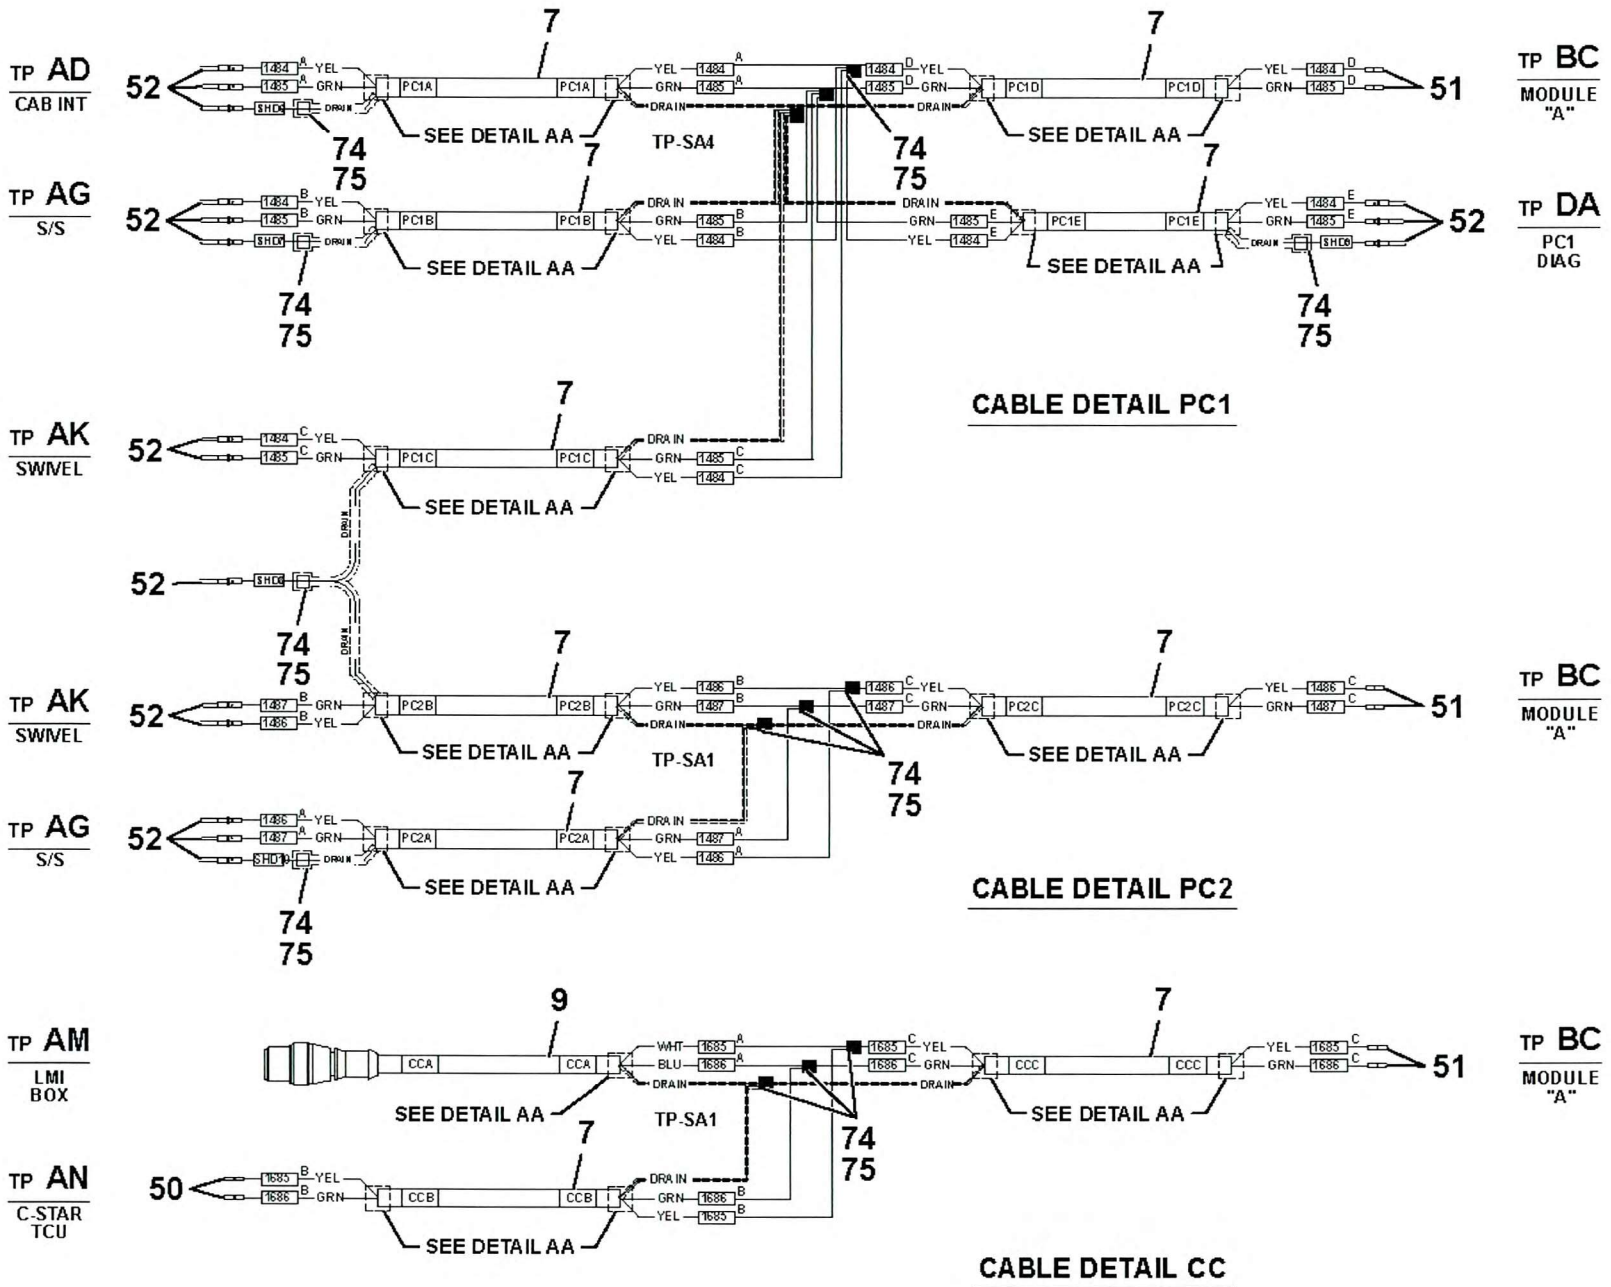 7
7
TP AD
CAB INT
52
1484 A YEL
1485 A GRN
DRAIN
PC1A
PC1A
YEL 1484 A
GRN 1485 A
DRAIN
1484 D YEL
1485 D GRN
DRAIN
PC1D
PC1D
YEL 1484 D
GRN 1485 D
51
TP BC
MODULE
"A"
SEE DETAIL AA
TP-SA4
SEE DETAIL AA
74
75
7
74
75
7
TP AG
S/S
52
1484 B YEL
1485 B GRN
DRAIN
PC1B
PC1B
DRAIN
GRN 1485 B
YEL 1484 B
DRAIN
GRN 1485 E
YEL 1484 E
PC1E
PC1E
YEL 1484 E
GRN 1485 E
DRAIN SHD9
52
TP DA
PC1
DIAG
SEE DETAIL AA
SEE DETAIL AA
74
75
74
75
7
CABLE DETAIL PC1
TP AK
SWIVEL
52
1484 C YEL
1485 C GRN
PC1C
PC1C
DRAIN
GRN 1485 C
YEL 1484 C
SEE DETAIL AA
DRAIN
52
DRAIN
74
75
7
7
TP AK
SWIVEL
52
1487 B GRN
1486 B YEL
PC2B
PC2B
YEL 1486 B
GRN 1487 B
DRAIN
1486 C YEL
1487 C GRN
DRAIN
PC2C
PC2C
YEL 1486 C
GRN 1487 C
51
TP BC
MODULE
"A"
SEE DETAIL AA
TP-SA1
SEE DETAIL AA
74
75
7
TP AG
S/S
52
1486 A YEL
1487 A GRN
SHD10 DRAIN
PC2A
PC2A
DRAIN
GRN 1487 A
YEL 1486 A
SEE DETAIL AA
74
75
CABLE DETAIL PC2
9
7
TP AM
LMI
BOX
CCA
CCA
WHT 1685 A
BLU 1686 A
DRAIN
1685 C YEL
1686 C GRN
DRAIN
CCC
CCC
YEL 1685 C
GRN 1686 C
51
TP BC
MODULE
"A"
SEE DETAIL AA
TP-SA1
SEE DETAIL AA
74
75
7
TP AN
C-STAR
TCU
50
1685 B YEL
1686 B GRN
CCB
CCB
DRAIN
GRN 1686 B
YEL 1685 B
SEE DETAIL AA
CABLE DETAIL CC